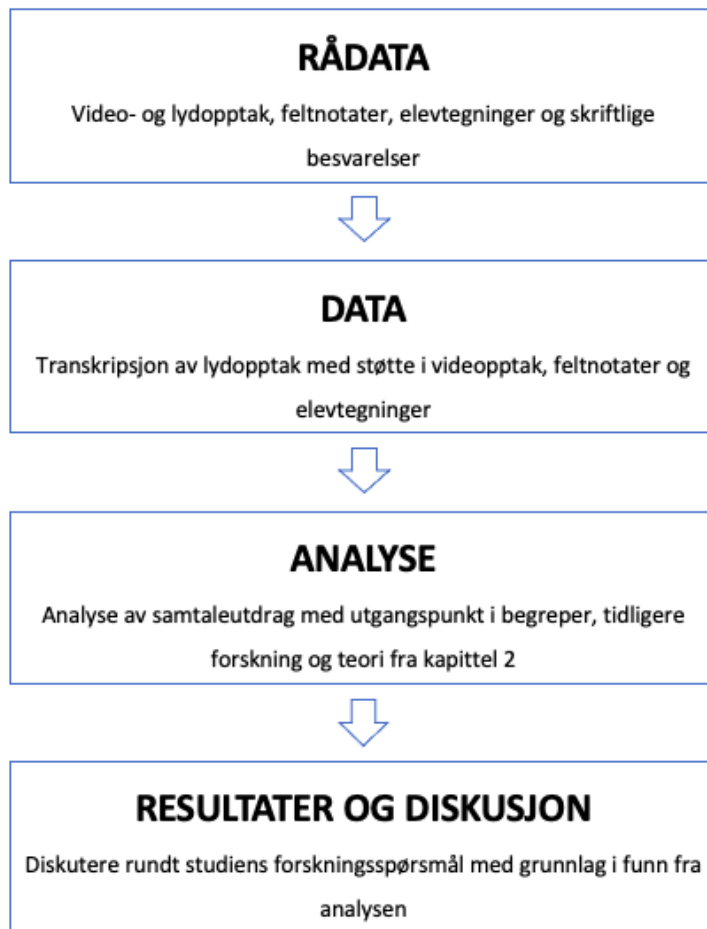 RÅDATA
Video- og lydopptak, feltnotater, elevtegninger og skriftlige
besvarelser
DATA
Transkripsjon av lydopptak med støtte i videopptak, feltnotater og
elevtegninger
ANALYSE
Analyse av samtaleutdrag med utgangspunkt i begreper, tidligere
forskning og teori fra kapittel 2
RESULTATER OG DISKUSJON
Diskutere rundt studiens forskningsspørsmål med grunnlag i funn fra
analysen